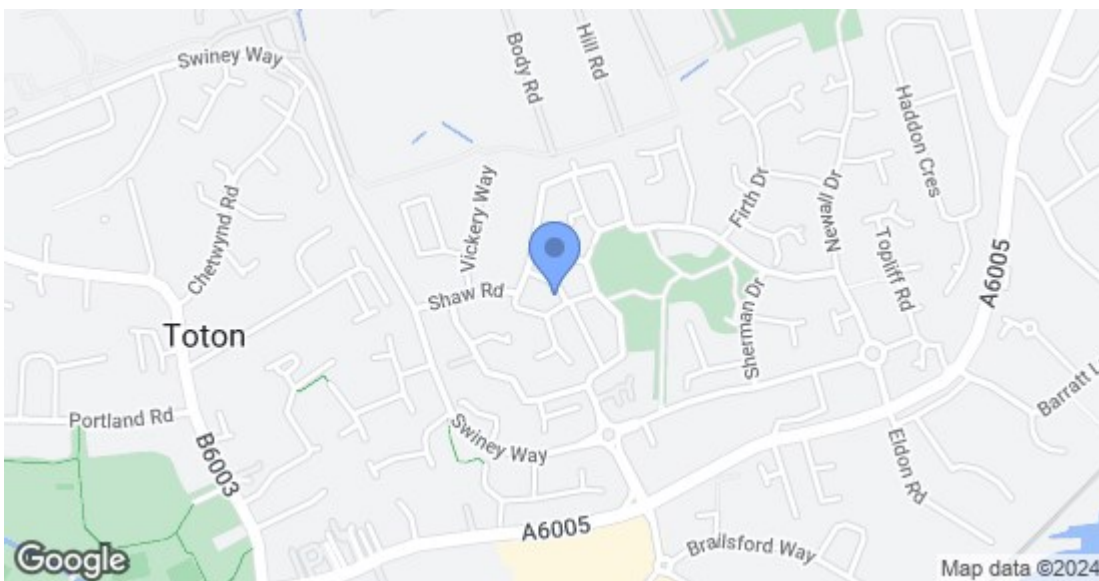 Swiney Way
Body Rd
Hill Rd
Haddon Cres
Chetwynd Rd
Vickery Way
Firth Dr
Newall Dr
Topliff Rd
A6005
Shaw Rd
Sherman Dr
Toton
Portland Rd
B6003
Swiney Way
Eldon Rd
Barratt L
A6005
Brailsford Way
Google
Map data ©2024